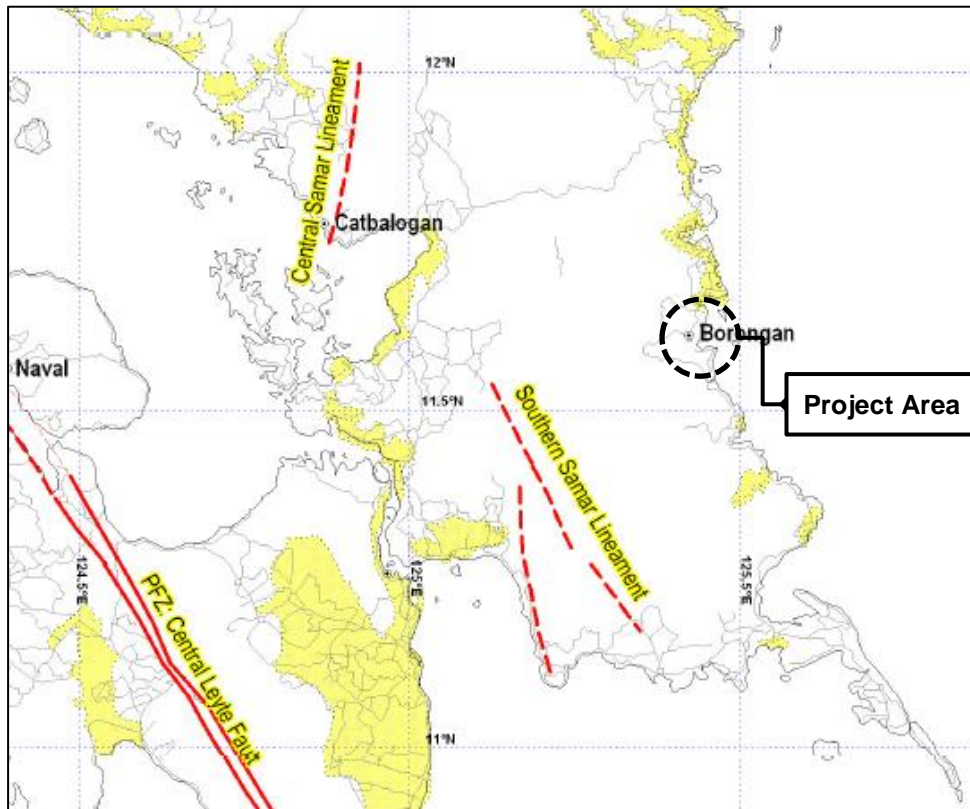 12°N
Central Samar Lineament
Catbalogan
Borongan
Naval
Project Area
11.5°N
Southern Samar Lineament
124.5°E
125°E
125.5°E
PFZ: Central Leyte Fault
11°N